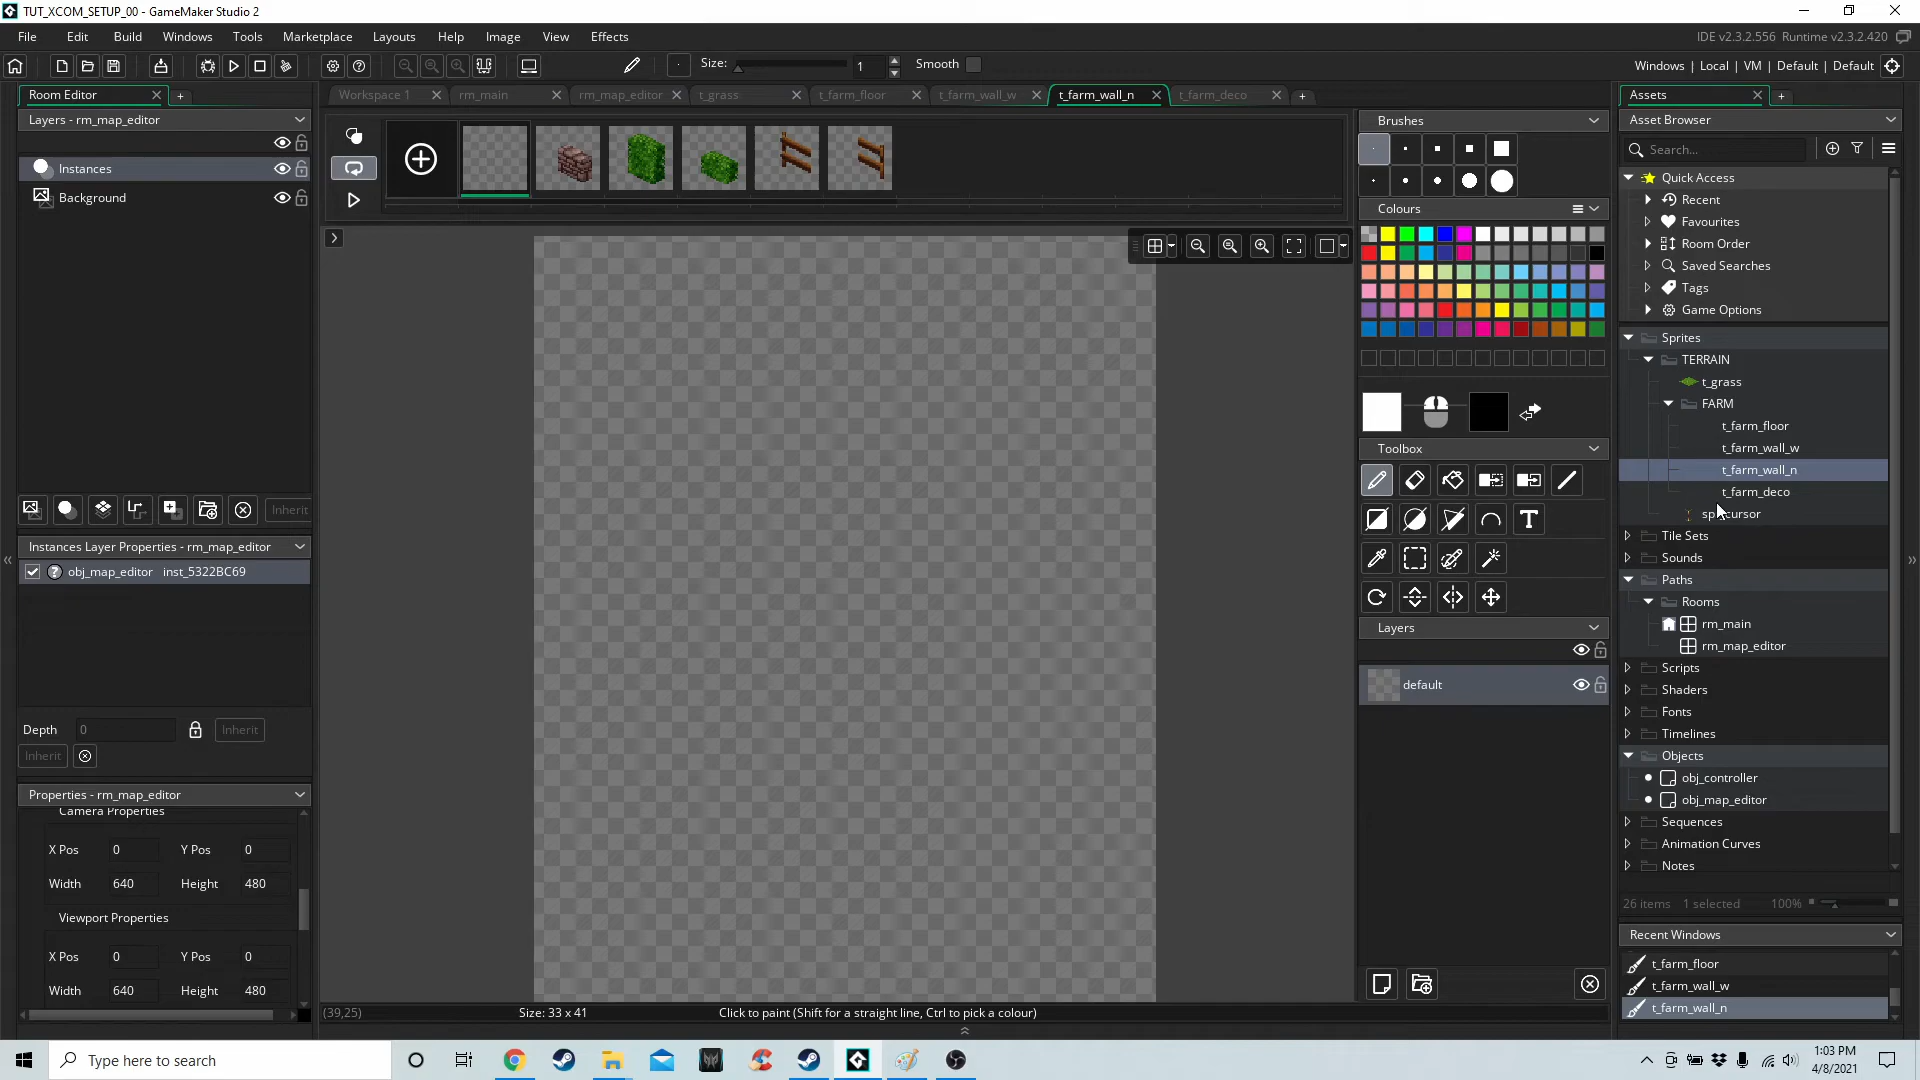 TUT_XCOM_SETUP_00 - GameMaker Studio 2
File Edit Build Windows Tools Marketplace Layouts Help Image View Effects
IDE v2.3.2.556 Runtime v2.3.2.420
Size: 1 Smooth
Windows | Local | VM | Default | Default
Room Editor
Workspace 1 rm_main rm_map_editor t_grass t_farm_floor t_farm_wall_w t_farm_wall_n t_farm_deco
Layers - rm_map_editor
Instances
Background
Inherit
Instances Layer Properties - rm_map_editor
obj_map_editor inst_5322BC69
Depth 0 Inherit
Inherit
Properties - rm_map_editor
Camera Properties
X Pos 0 Y Pos 0
Width 640 Height 480
Viewport Properties
X Pos 0 Y Pos 0
Width 640 Height 480
(39,25) Size: 33 x 41 Click to paint (Shift for a straight line, Ctrl to pick a colour)
Brushes
Colours
Toolbox
T
Layers
default
Assets
Asset Browser
Search...
Quick Access
Recent
Favourites
Room Order
Saved Searches
Tags
Game Options
Sprites
TERRAIN
t_grass
FARM
t_farm_floor
t_farm_wall_w
t_farm_wall_n
t_farm_deco
Tile Sets
Sounds
Paths
Rooms
rm_main
rm_map_editor
Scripts
Shaders
Fonts
Timelines
Objects
obj_controller
obj_map_editor
Sequences
Animation Curves
Notes
26 items 1 selected 100%
Recent Windows
t_farm_floor
t_farm_wall_w
t_farm_wall_n
Type here to search
1:03 PM
4/8/2021